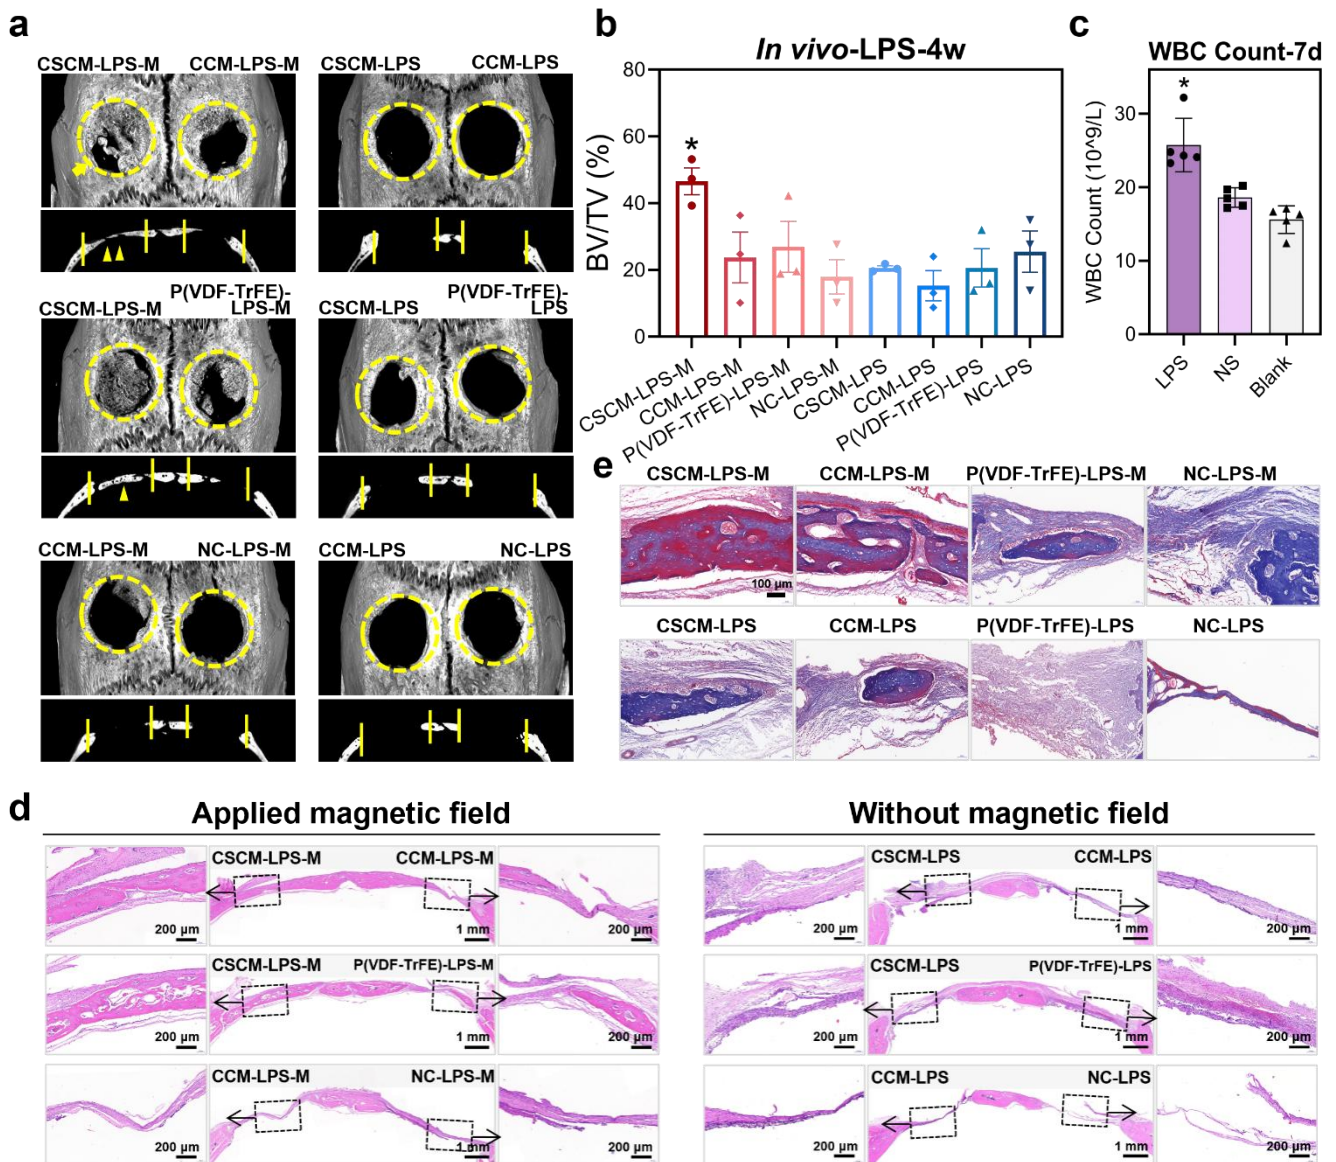 a
CSCM-LPS-M CCM-LPS-M
CSCM-LPS CCM-LPS
CSCM-LPS-M P(VDF-TrFE)-
LPS-M
CSCM-LPS P(VDF-TrFE)-
LPS
CCM-LPS-M NC-LPS-M
CCM-LPS NC-LPS
b
In vivo-LPS-4w
BV/TV (%)
80
60
40
20
0
*
CSCM-LPS-M
CCM-LPS-M
P(VDF-TrFE)-LPS-M
NC-LPS-M
CSCM-LPS
CCM-LPS
P(VDF-TrFE)-LPS
NC-LPS
c
WBC Count-7d
WBC Count (10^9/L)
30
20
10
0
*
LPS
NS
Blank
e
CSCM-LPS-M CCM-LPS-M P(VDF-TrFE)-LPS-M NC-LPS-M
100 µm
CSCM-LPS CCM-LPS P(VDF-TrFE)-LPS NC-LPS
d
Applied magnetic field
CSCM-LPS-M CCM-LPS-M
200 µm 1 mm 200 µm
CSCM-LPS-M P(VDF-TrFE)-LPS-M
200 µm 1 mm 200 µm
CCM-LPS-M NC-LPS-M
200 µm 1 mm 200 µm
Without magnetic field
CSCM-LPS CCM-LPS
200 µm 1 mm 200 µm
CSCM-LPS P(VDF-TrFE)-LPS
200 µm 1 mm 200 µm
CCM-LPS NC-LPS
200 µm 1 mm 200 µm